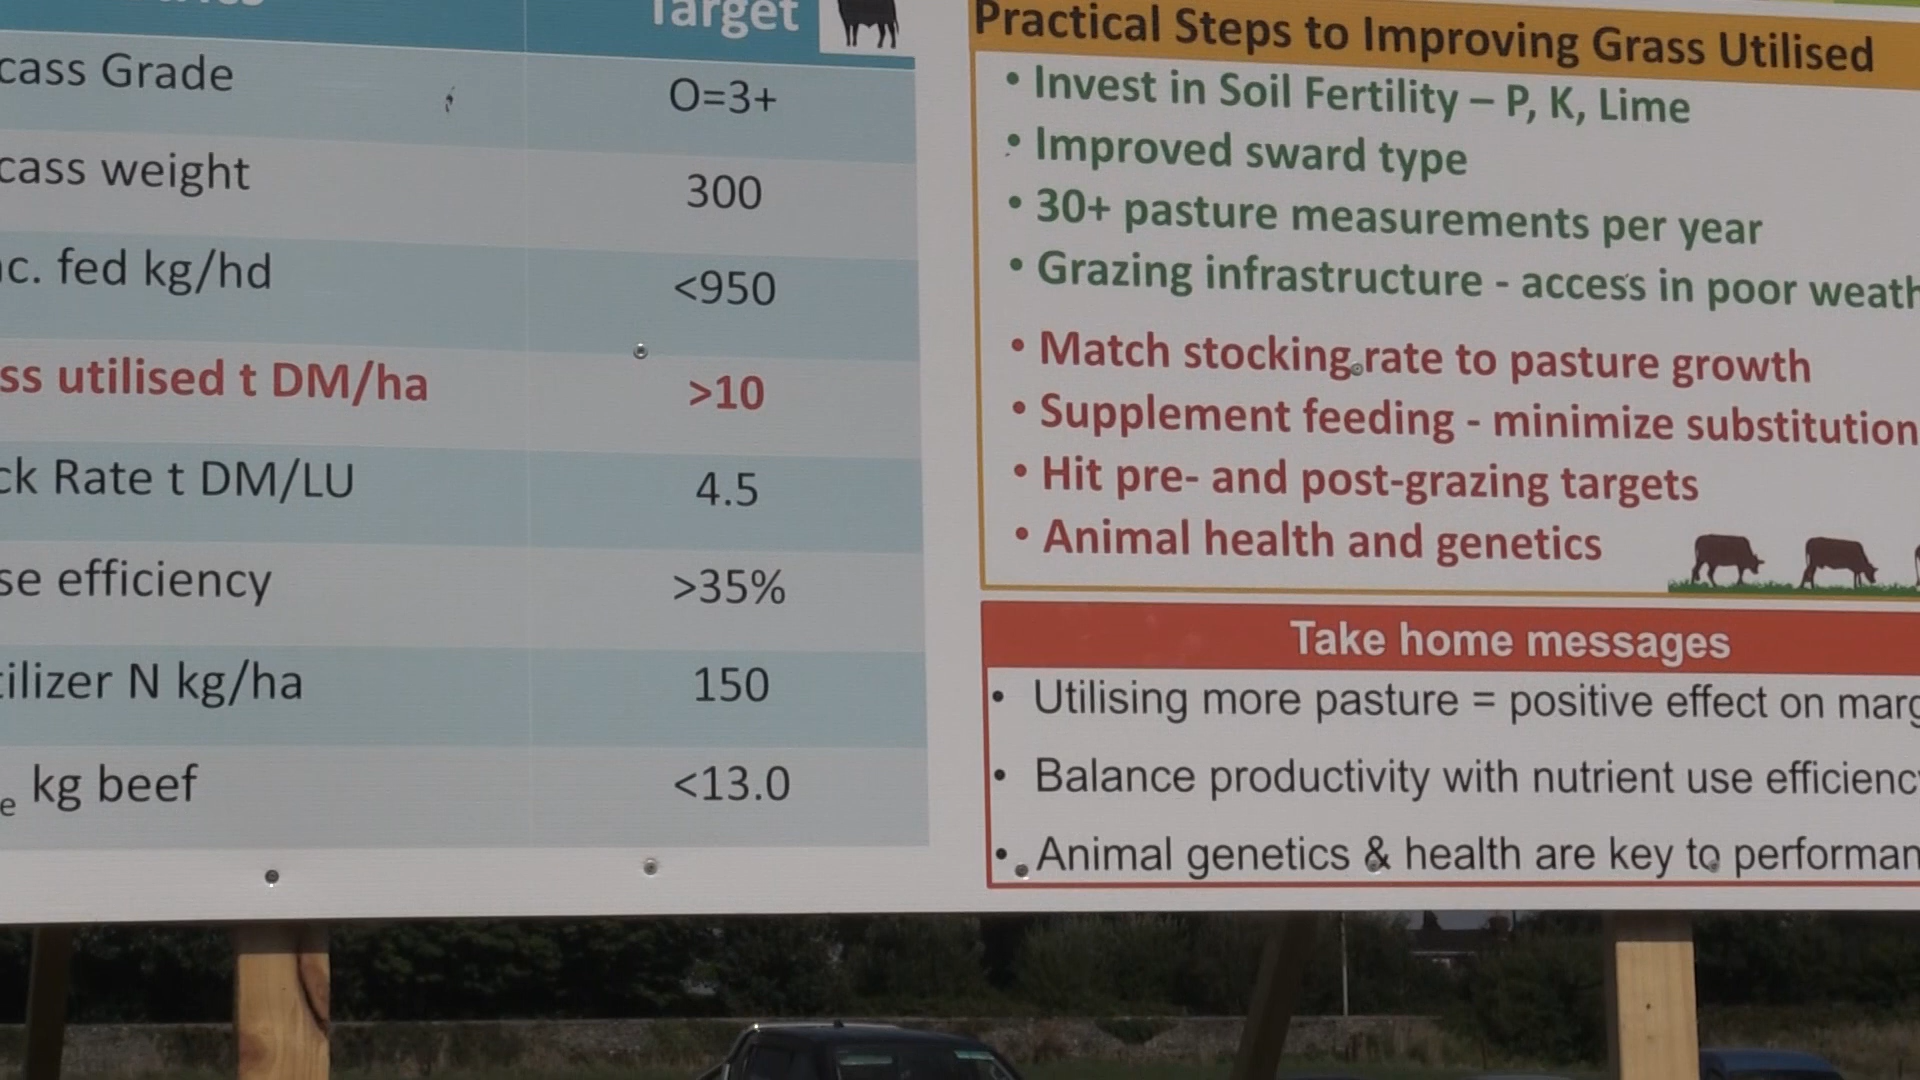 Target
cass Grade O=3+
cass weight 300
c. fed kg/hd <950
ss utilised t DM/ha >10
ck Rate t DM/LU 4.5
se efficiency >35%
ilizer N kg/ha 150
e kg beef <13.0
Practical Steps to Improving Grass Utilised
• Invest in Soil Fertility – P, K, Lime
• Improved sward type
• 30+ pasture measurements per year
• Grazing infrastructure - access in poor weath
• Match stocking rate to pasture growth
• Supplement feeding - minimize substitution
• Hit pre- and post-grazing targets
• Animal health and genetics
Take home messages
• Utilising more pasture = positive effect on marg
• Balance productivity with nutrient use efficienc
• Animal genetics & health are key to performan